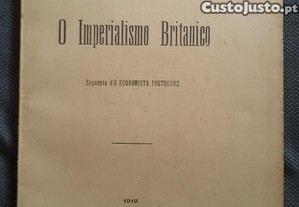 CustoJusto.pt
O Imperialismo Britanico
Separata d'O ECONOMISTA PORTUGUEZ
1919